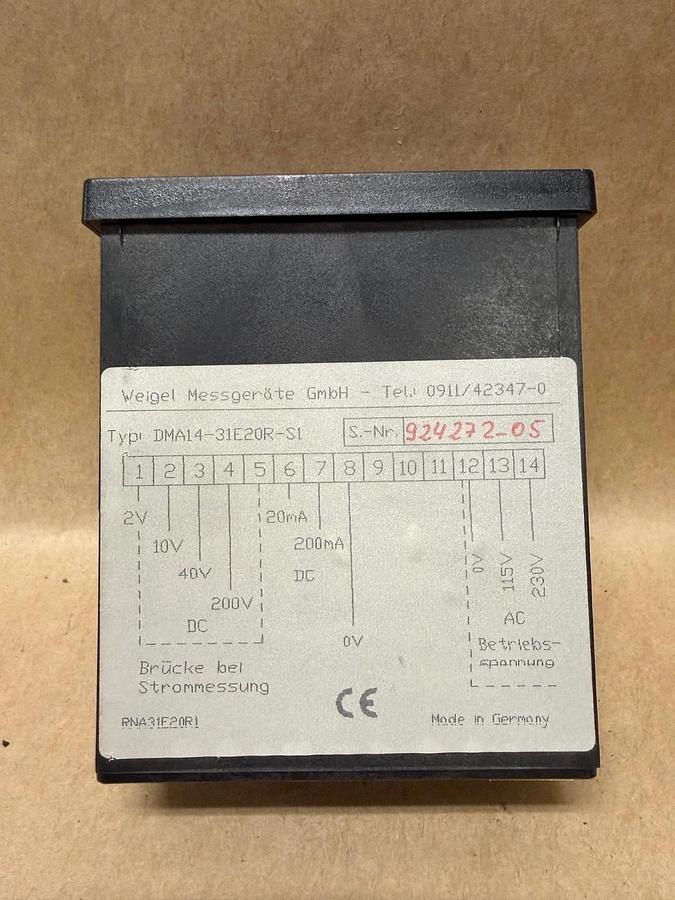 Weigel Messgeräte GmbH - Tel.: 0911/42347-0
Typ: DMA14-31E20R-S1 S.-Nr. 924272-05
1 2 3 4 5 6 7 8 9 10 11 12 13 14
2V 20mA
10V 200mA
40V DC 0V 115V 230V
200V
DC AC
0V Betriebs-
spannung
Brücke bei
Strommessung
CE
RNA31E20R1 Made in Germany